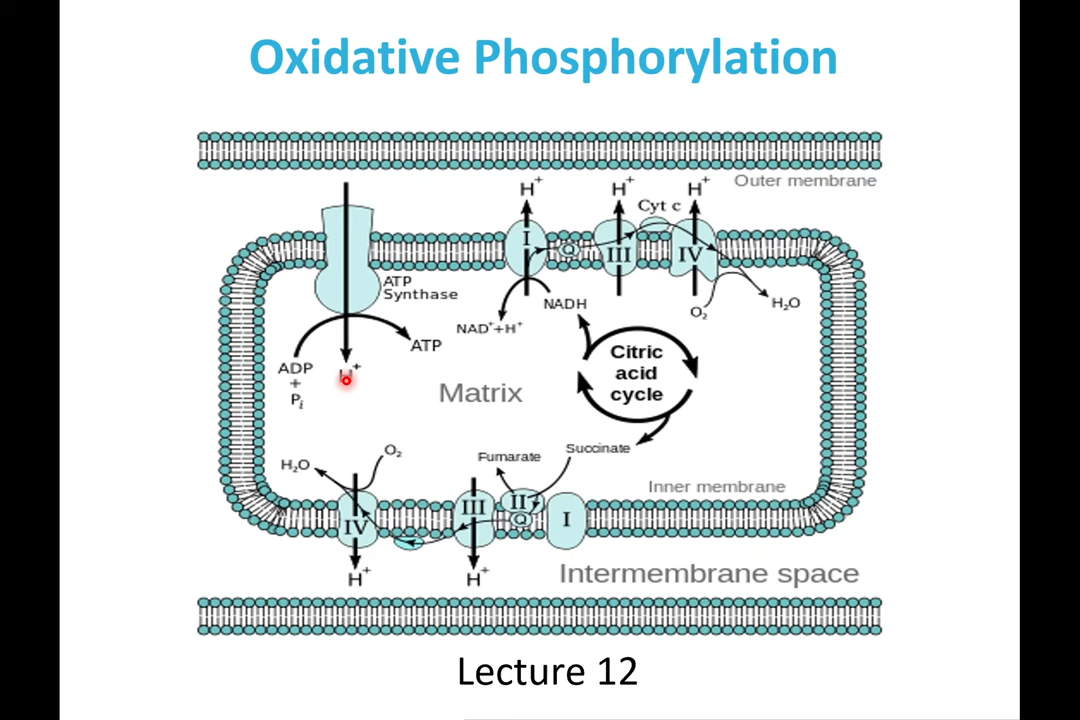 Oxidative Phosphorylation
Outer membrane
H+
H+
H+
Cyt c
I
Q
III
IV
ATP
Synthase
NADH
H2O
O2
NAD++H+
ATP
Citric
acid
cycle
ADP
+
Pi
H+
Matrix
O2
H2O
Fumarate
Succinate
Inner membrane
IV
III
II
Q
I
H+
H+
Intermembrane space
Lecture 12